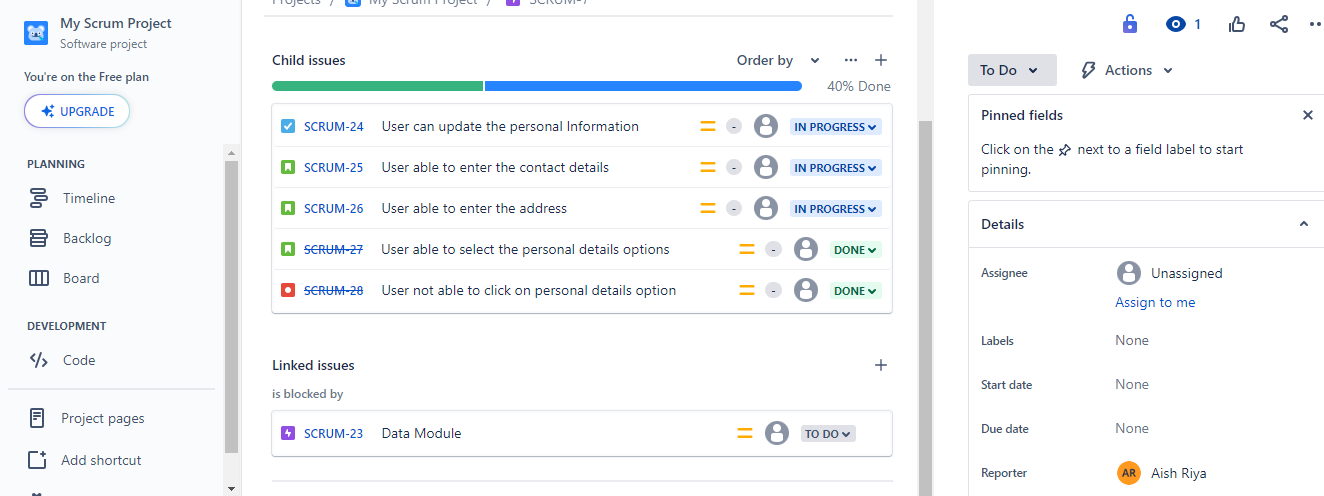 My Scrum Project
Software project
You're on the Free plan
UPGRADE
PLANNING
Timeline
Backlog
Board
DEVELOPMENT
Code
Project pages
Add shortcut
Projects / My Scrum Project / SCRUM-7
Child issues
Order by
40% Done
SCRUM-24 User can update the personal Information - IN PROGRESS
SCRUM-25 User able to enter the contact details - IN PROGRESS
SCRUM-26 User able to enter the address - IN PROGRESS
SCRUM-27 User able to select the personal details options - DONE
SCRUM-28 User not able to click on personal details option - DONE
Linked issues
is blocked by
SCRUM-23 Data Module TO DO
1
To Do
Actions
Pinned fields
Click on the next to a field label to start
pinning.
Details
Assignee Unassigned
Assign to me
Labels None
Start date None
Due date None
Reporter AR Aish Riya